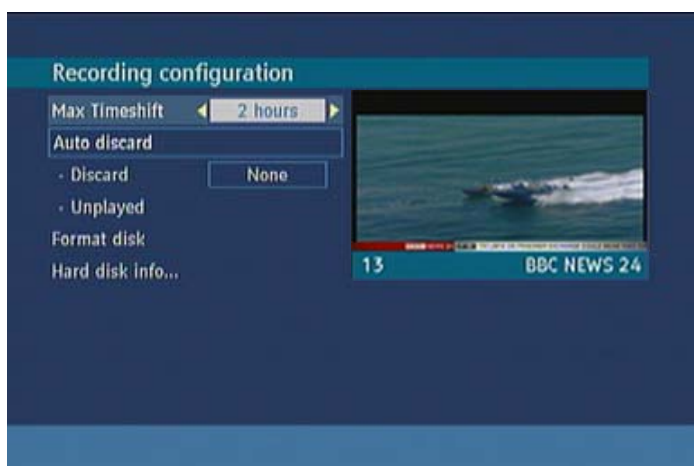 Recording configuration
Max Timeshift 2 hours
Auto discard
- Discard None
- Unplayed
Format disk
Hard disk info...
13 BBC NEWS 24